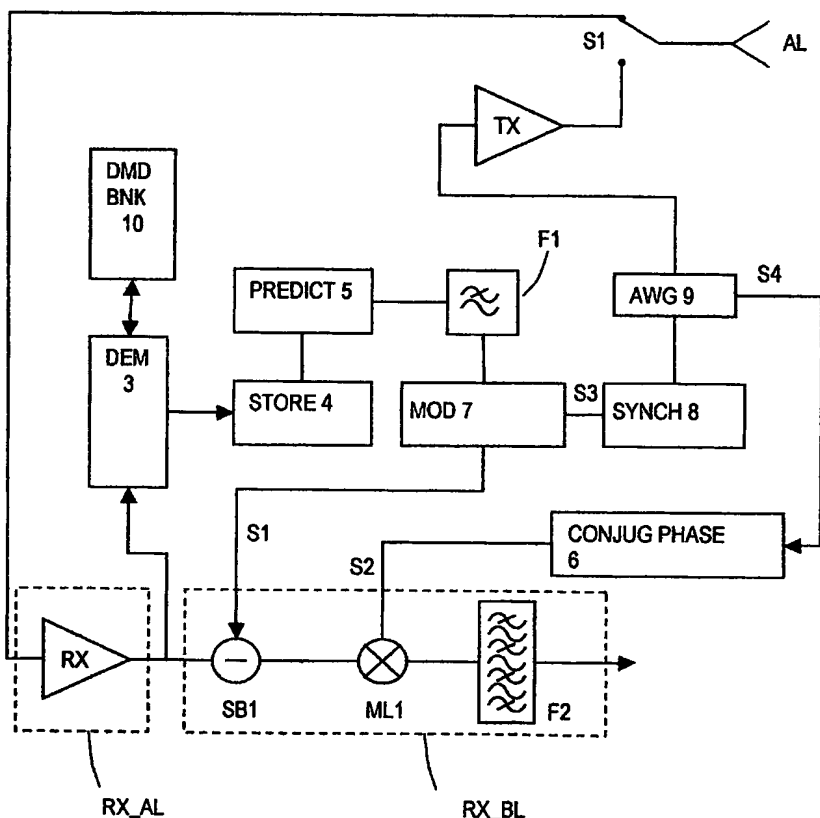 S1
AL
TX
DMD
BNK
10
F1
S4
PREDICT 5
AWG 9
DEM
3
STORE 4
MOD 7
S3
SYNCH 8
S1
S2
CONJUG PHASE
6
RX
SB1
ML1
F2
RX_AL
RX_BL